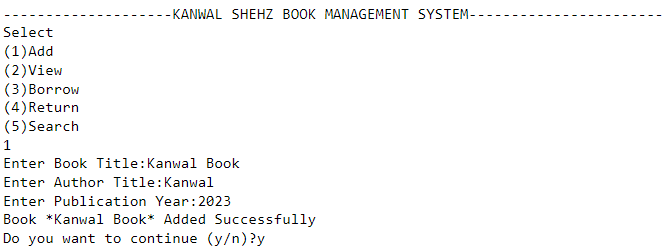 --------------------KANWAL SHEHZ BOOK MANAGEMENT SYSTEM-----------------------
Select
(1)Add
(2)View
(3)Borrow
(4)Return
(5)Search
1
Enter Book Title:Kanwal Book
Enter Author Title:Kanwal
Enter Publication Year:2023
Book *Kanwal Book* Added Successfully
Do you want to continue (y/n)?y